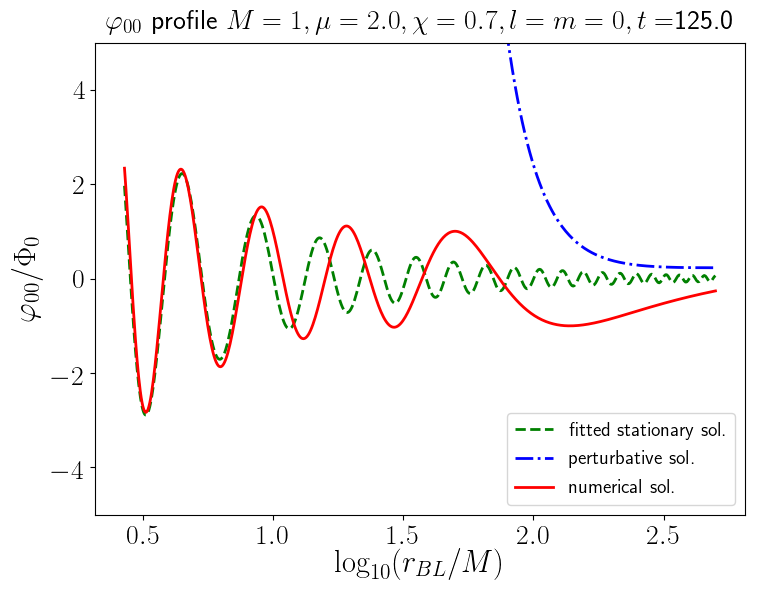 φ₀₀ profile M = 1, μ = 2.0, χ = 0.7, l = m = 0, t =125.0
φ₀₀/Φ₀
4
2
0
−2
−4
fitted stationary sol.
perturbative sol.
numerical sol.
0.5 1.0 1.5 2.0 2.5
log₁₀(r_BL/M)